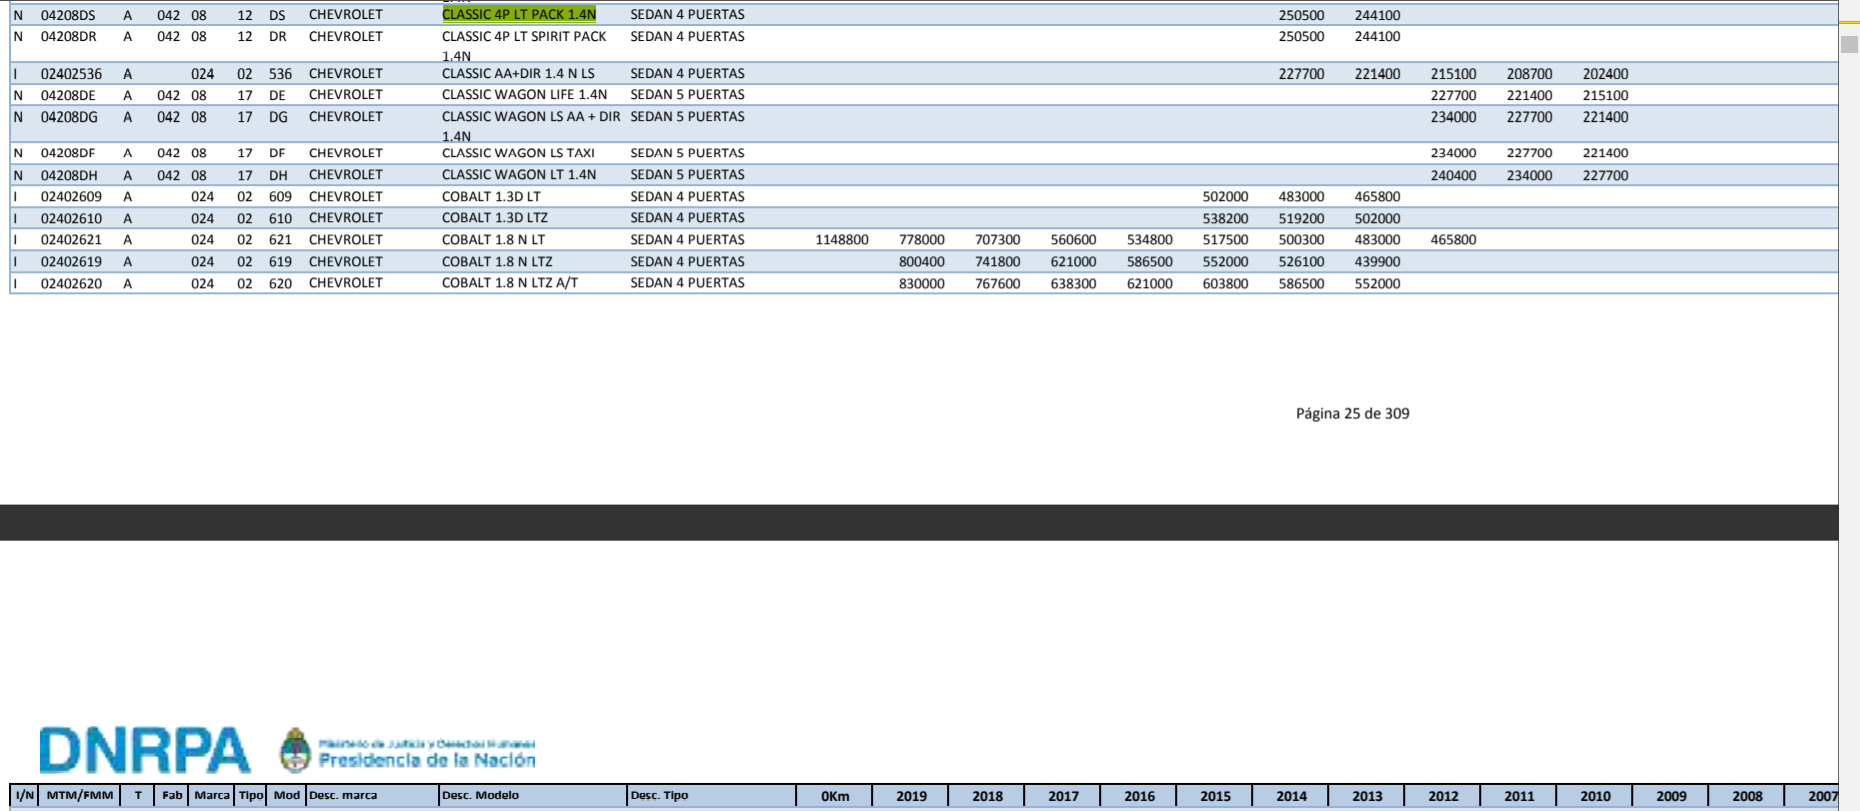 N 04208DS A 042 08 12 DS CHEVROLET CLASSIC 4P LT PACK 1.4N SEDAN 4 PUERTAS 250500 244100
N 04208DR A 042 08 12 DR CHEVROLET CLASSIC 4P LT SPIRIT PACK SEDAN 4 PUERTAS 250500 244100
1.4N
I 02402536 A 024 02 536 CHEVROLET CLASSIC AA+DIR 1.4 N LS SEDAN 4 PUERTAS 227700 221400 215100 208700 202400
N 04208DE A 042 08 17 DE CHEVROLET CLASSIC WAGON LIFE 1.4N SEDAN 5 PUERTAS 227700 221400 215100
N 04208DG A 042 08 17 DG CHEVROLET CLASSIC WAGON LS AA + DIR SEDAN 5 PUERTAS 234000 227700 221400
1.4N
N 04208DF A 042 08 17 DF CHEVROLET CLASSIC WAGON LS TAXI SEDAN 5 PUERTAS 234000 227700 221400
N 04208DH A 042 08 17 DH CHEVROLET CLASSIC WAGON LT 1.4N SEDAN 5 PUERTAS 240400 234000 227700
I 02402609 A 024 02 609 CHEVROLET COBALT 1.3D LT SEDAN 4 PUERTAS 502000 483000 465800
I 02402610 A 024 02 610 CHEVROLET COBALT 1.3D LTZ SEDAN 4 PUERTAS 538200 519200 502000
I 02402621 A 024 02 621 CHEVROLET COBALT 1.8 N LT SEDAN 4 PUERTAS 1148800 778000 707300 560600 534800 517500 500300 483000 465800
I 02402619 A 024 02 619 CHEVROLET COBALT 1.8 N LTZ SEDAN 4 PUERTAS 800400 741800 621000 586500 552000 526100 439900
I 02402620 A 024 02 620 CHEVROLET COBALT 1.8 N LTZ A/T SEDAN 4 PUERTAS 830000 767600 638300 621000 603800 586500 552000
Página 25 de 309
DNRPA
Ministerio de Justicia y Derechos Humanos
Presidencia de la Nación
I/N MTM/FMM T Fab Marca Tipo Mod Desc. marca Desc. Modelo Desc. Tipo 0Km 2019 2018 2017 2016 2015 2014 2013 2012 2011 2010 2009 2008 2007